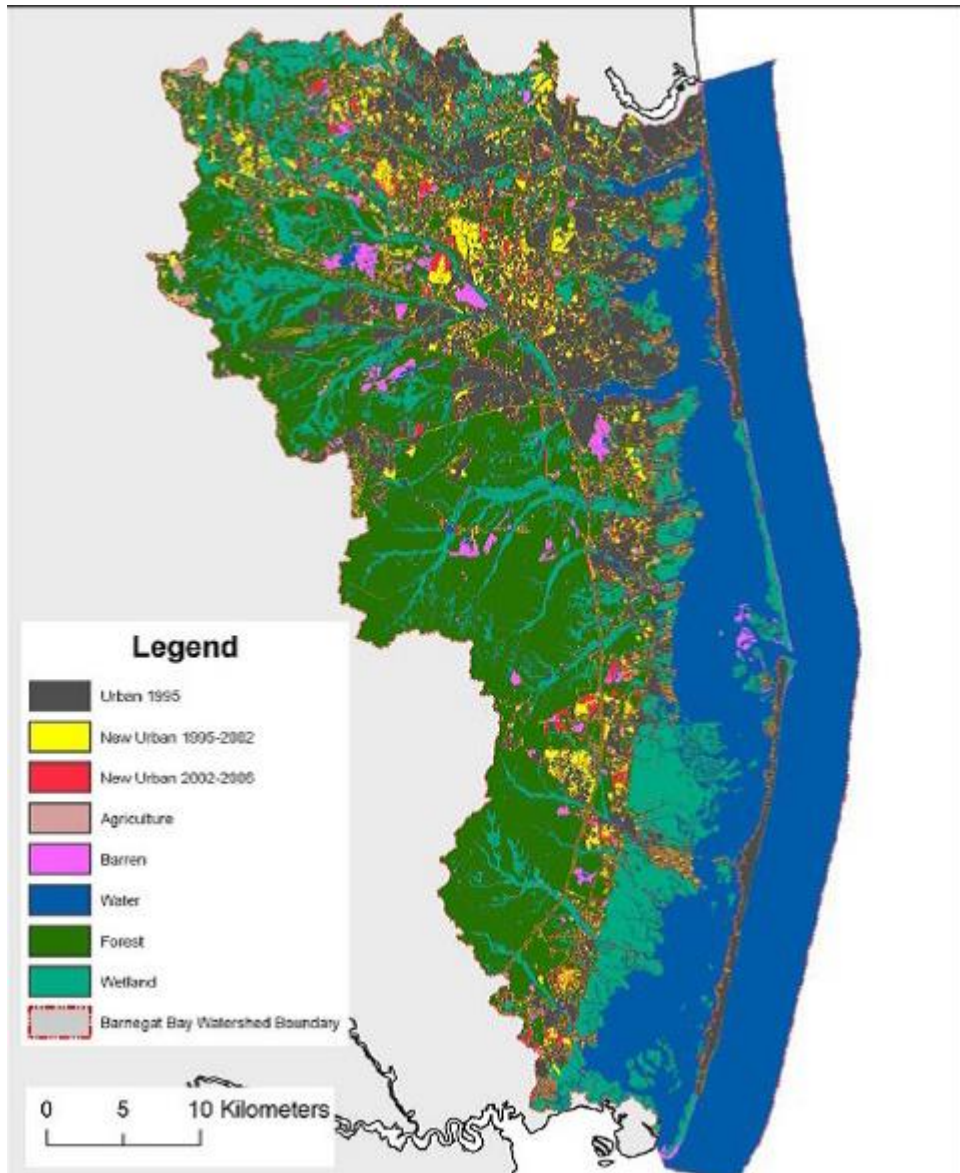 Legend
Urban 1995
New Urban 1995-2002
New Urban 2002-2006
Agriculture
Barren
Water
Forest
Wetland
Barnegat Bay Watershed Boundary
0 5 10 Kilometers